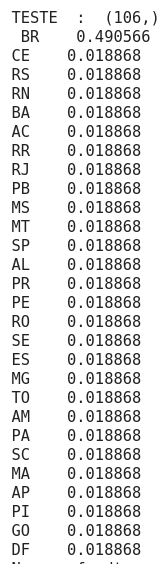 TESTE  :  (106,)
 BR    0.490566
CE    0.018868
RS    0.018868
RN    0.018868
BA    0.018868
AC    0.018868
RR    0.018868
RJ    0.018868
PB    0.018868
MS    0.018868
MT    0.018868
SP    0.018868
AL    0.018868
PR    0.018868
PE    0.018868
RO    0.018868
SE    0.018868
ES    0.018868
MG    0.018868
TO    0.018868
AM    0.018868
PA    0.018868
SC    0.018868
MA    0.018868
AP    0.018868
PI    0.018868
GO    0.018868
DF    0.018868